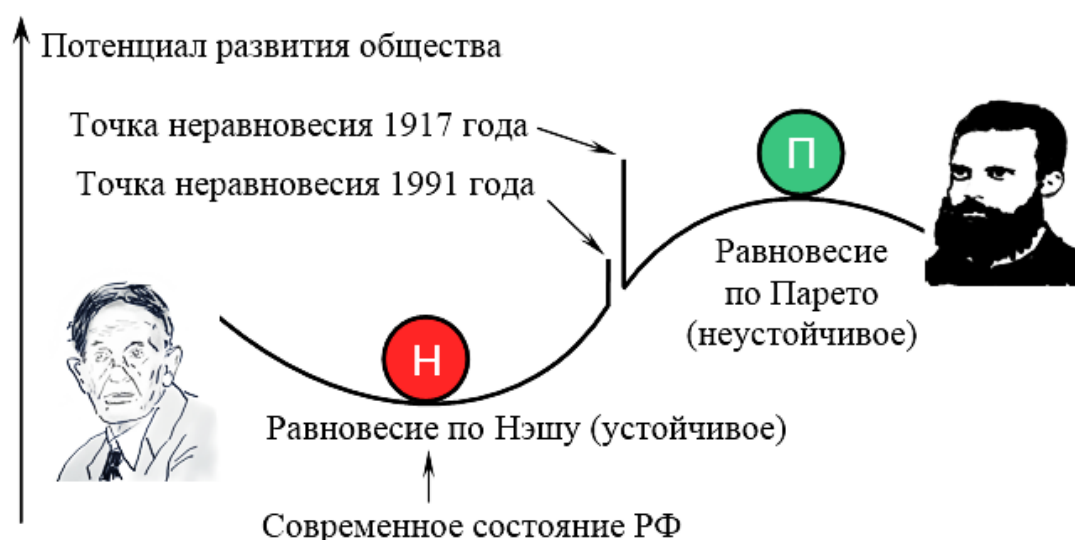 Потенциал развития общества
Точка неравновесия 1917 года
Точка неравновесия 1991 года
П
Равновесие
по Парето
(неустойчивое)
Н
Равновесие по Нэшу (устойчивое)
Современное состояние РФ